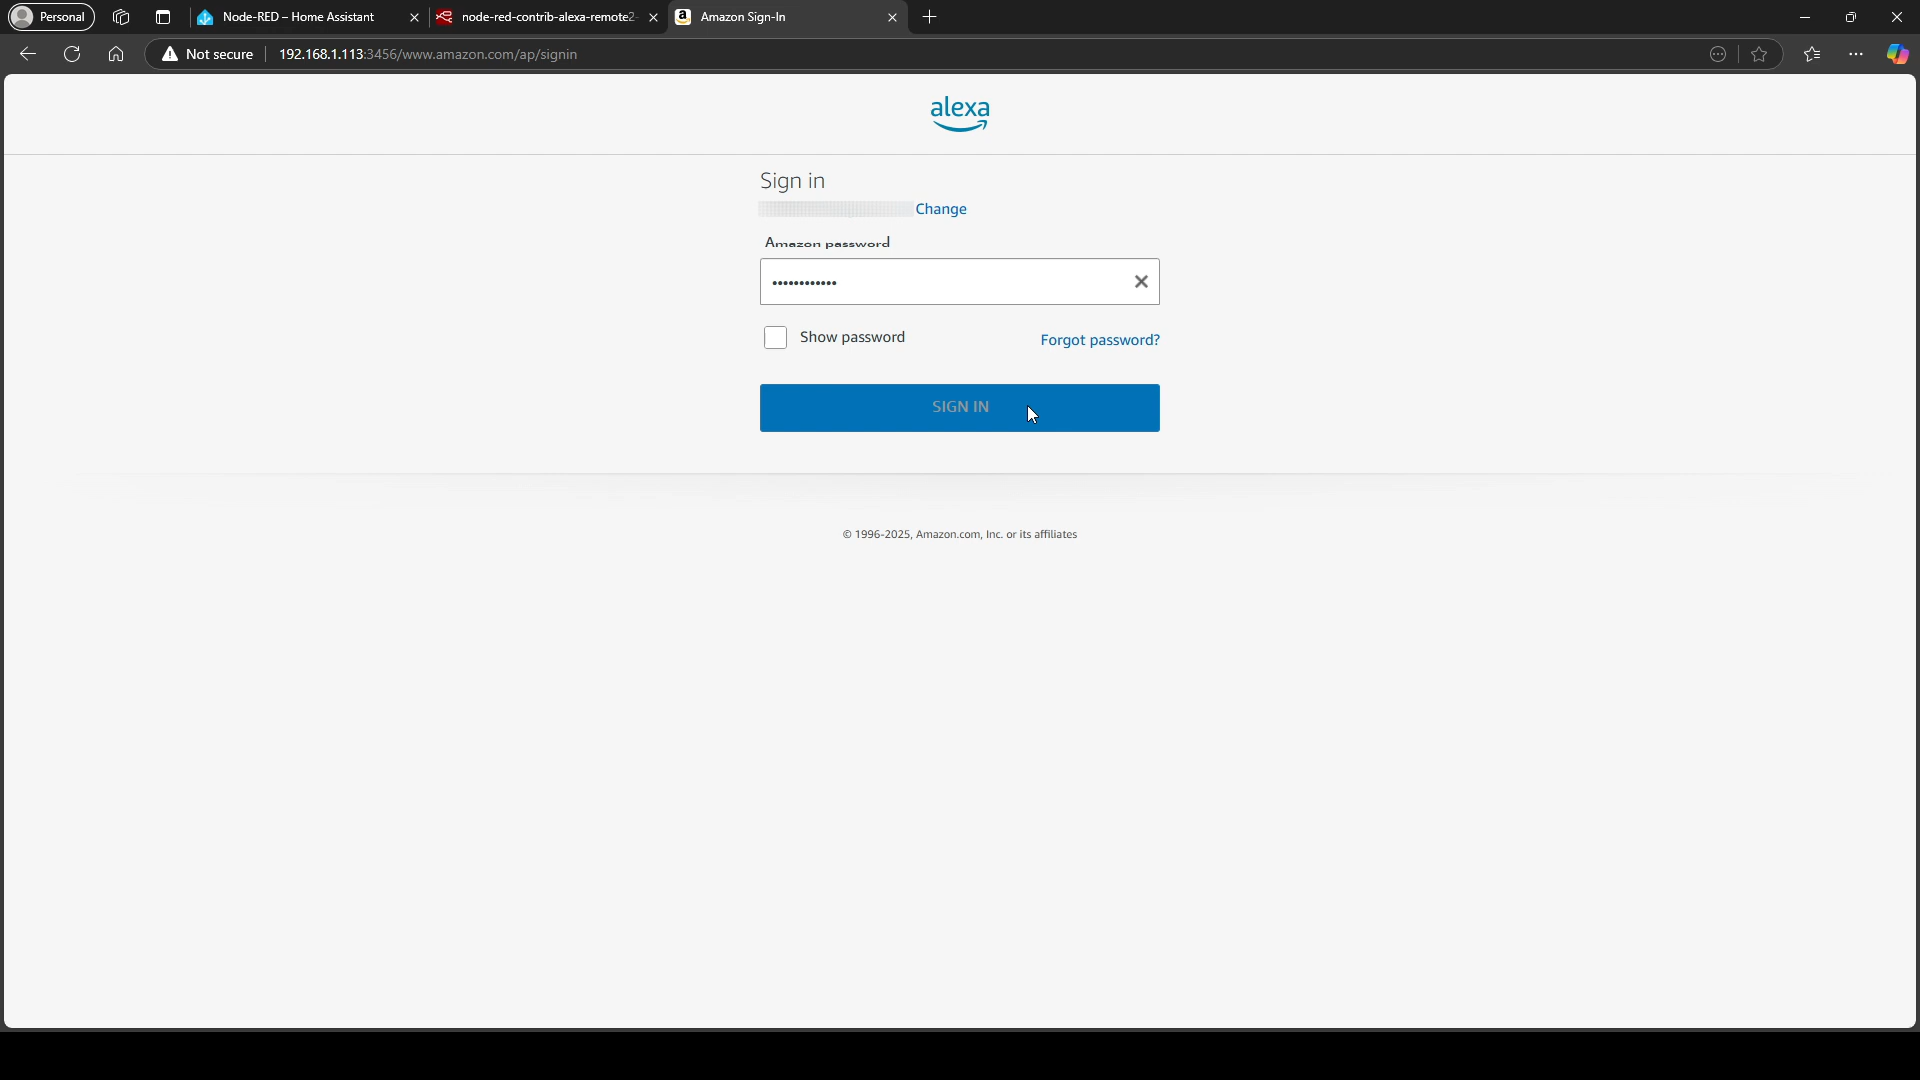 Personal
Node-RED – Home Assistant
node-red-contrib-alexa-remote2-
Amazon Sign-In
Not secure
192.168.1.113:3456/www.amazon.com/ap/signin
alexa
Sign in
Change
Amazon password
••••••••••••
Show password
Forgot password?
SIGN IN
© 1996-2025, Amazon.com, Inc. or its affiliates